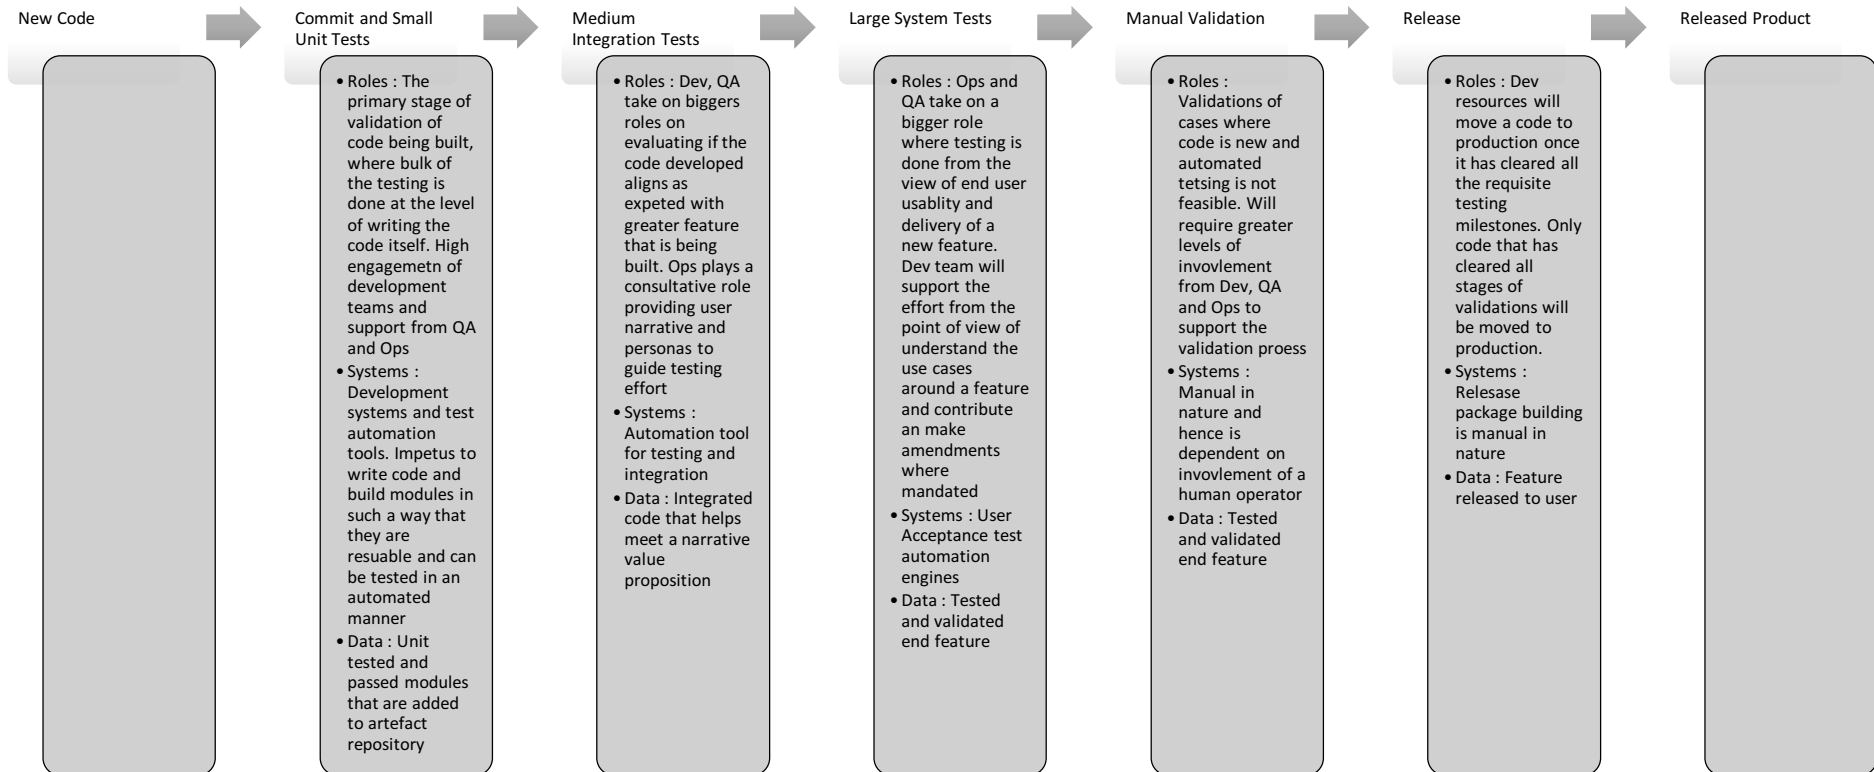 New Code
Commit and Small
Unit Tests
Medium
Integration Tests
Large System Tests
Manual Validation
Release
Released Product
• Roles : The
primary stage of
validation of
code being built,
where bulk of
the testing is
done at the level
of writing the
code itself. High
engagemetn of
development
teams and
support from QA
and Ops
• Systems :
Development
systems and test
automation
tools. Impetus to
write code and
build modules in
such a way that
they are
resuable and can
be tested in an
automated
manner
• Data : Unit
tested and
passed modules
that are added
to artefact
repository
• Roles : Dev, QA
take on biggers
roles on
evaluating if the
code developed
aligns as
expeted with
greater feature
that is being
built. Ops plays a
consultative role
providing user
narrative and
personas to
guide testing
effort
• Systems :
Automation tool
for testing and
integration
• Data : Integrated
code that helps
meet a narrative
value
proposition
• Roles : Ops and
QA take on a
bigger role
where testing is
done from the
view of end user
usablity and
delivery of a
new feature.
Dev team will
support the
effort from the
point of view of
understand the
use cases
around a feature
and contribute
an make
amendments
where
mandated
• Systems : User
Acceptance test
automation
engines
• Data : Tested
and validated
end feature
• Roles :
Validations of
cases where
code is new and
automated
tetsing is not
feasible. Will
require greater
levels of
invovlement
from Dev, QA
and Ops to
support the
validation proess
• Systems :
Manual in
nature and
hence is
dependent on
invovlement of a
human operator
• Data : Tested
and validated
end feature
• Roles : Dev
resources will
move a code to
production once
it has cleared all
the requisite
testing
milestones. Only
code that has
cleared all
stages of
validations will
be moved to
production.
• Systems :
Relesase
package building
is manual in
nature
• Data : Feature
released to user